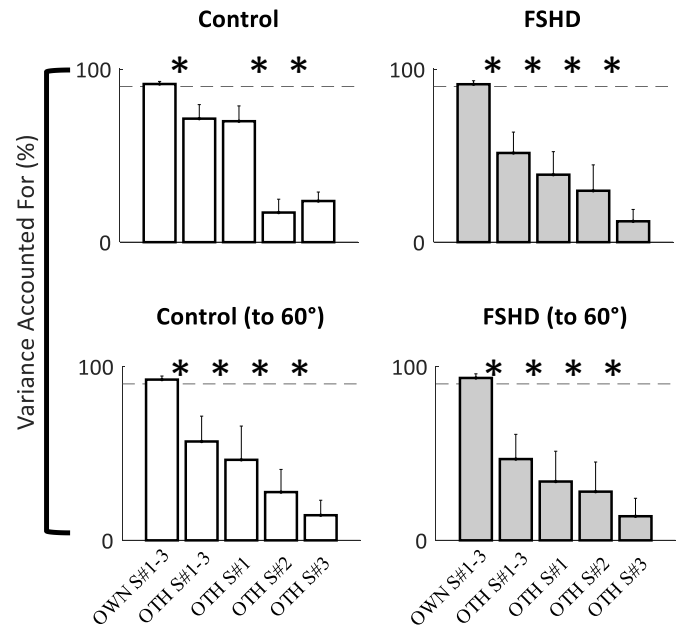 Control
FSHD
* * *
* * * *
100
0
100
0
Variance Accounted For (%)
Control (to 60°)
FSHD (to 60°)
* * * *
* * * *
100
0
100
0
OWN S#1-3
OTH S#1-3
OTH S#1
OTH S#2
OTH S#3
OWN S#1-3
OTH S#1-3
OTH S#1
OTH S#2
OTH S#3